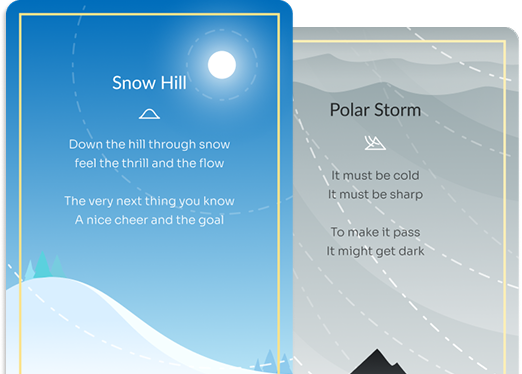 Snow Hill
Down the hill through snow
feel the thrill and the flow
The very next thing you know
A nice cheer and the goal
Polar Storm
It must be cold
It must be sharp
To make it pass
It might get dark